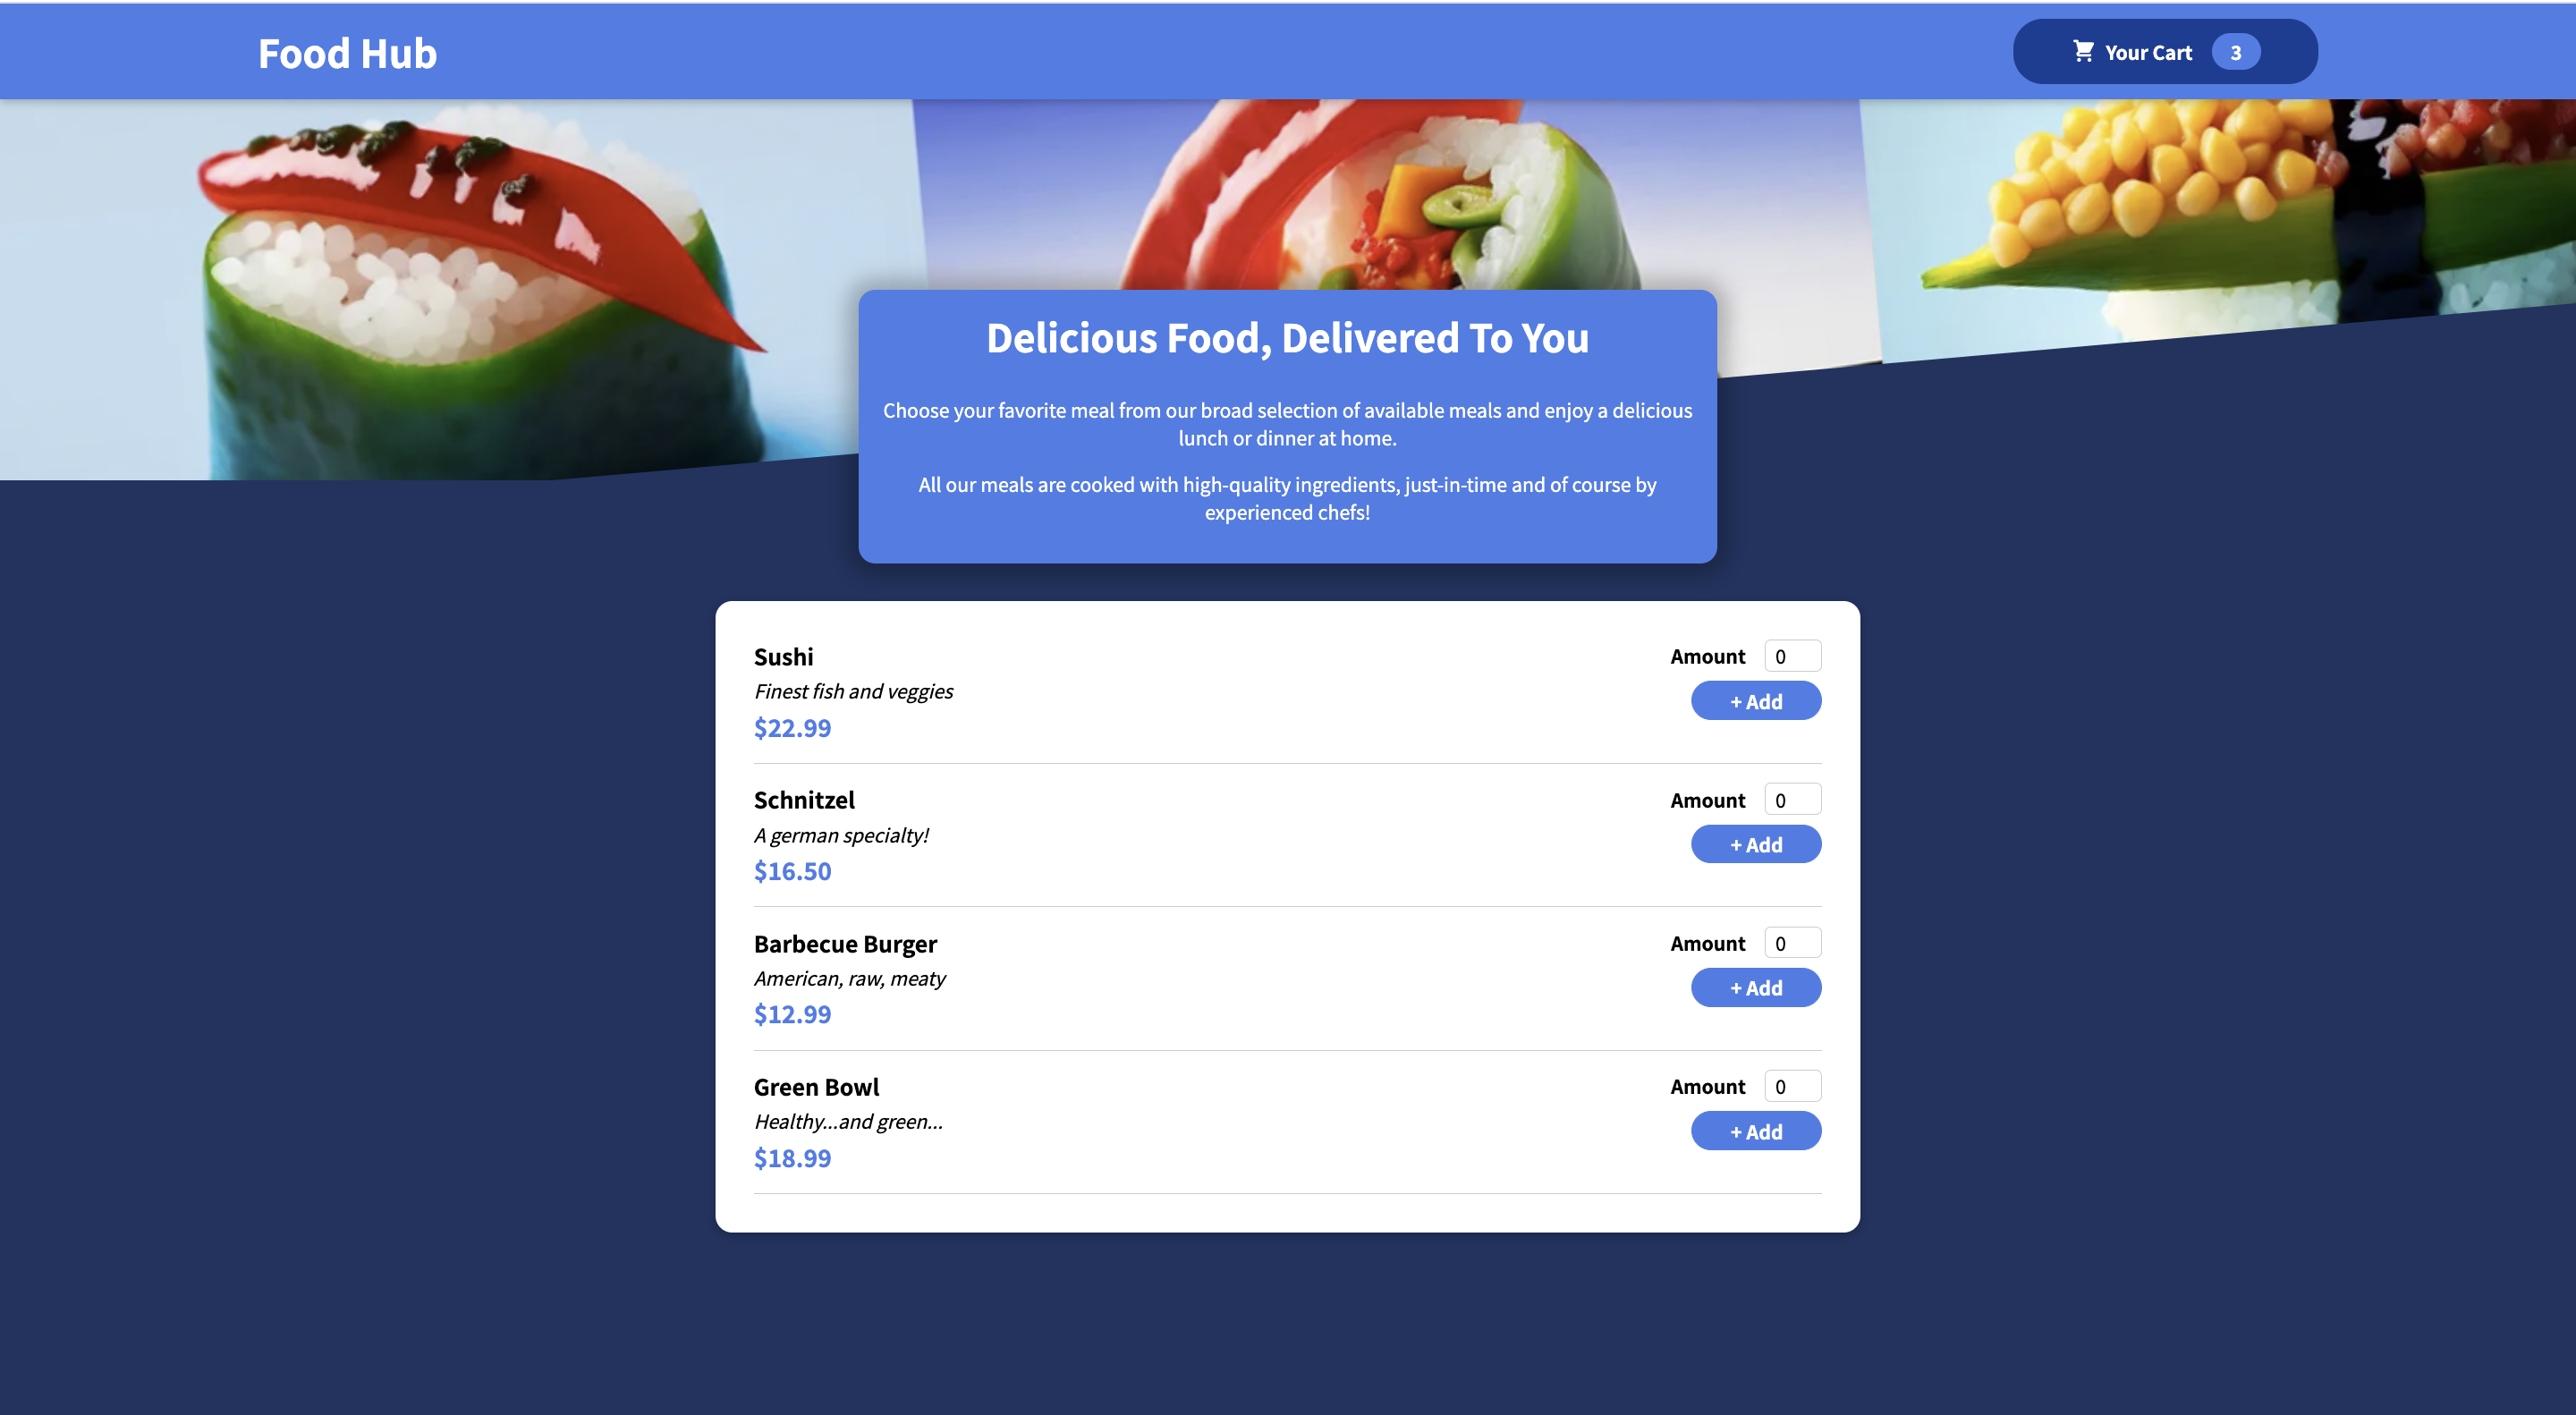 Food Hub
Your Cart 3
Delicious Food, Delivered To You
Choose your favorite meal from our broad selection of available meals and enjoy a delicious
lunch or dinner at home.
All our meals are cooked with high-quality ingredients, just-in-time and of course by
experienced chefs!
Sushi
Finest fish and veggies
$22.99
Amount 0
+ Add
Schnitzel
A german specialty!
$16.50
Amount 0
+ Add
Barbecue Burger
American, raw, meaty
$12.99
Amount 0
+ Add
Green Bowl
Healthy...and green...
$18.99
Amount 0
+ Add